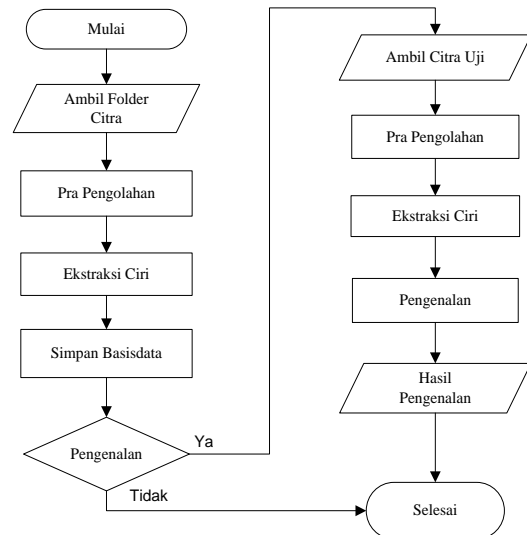 Mulai
Ambil Folder
Citra
Pra Pengolahan
Ekstraksi Ciri
Simpan Basisdata
Pengenalan
Ya
Tidak
Ambil Citra Uji
Pra Pengolahan
Ekstraksi Ciri
Pengenalan
Hasil
Pengenalan
Selesai